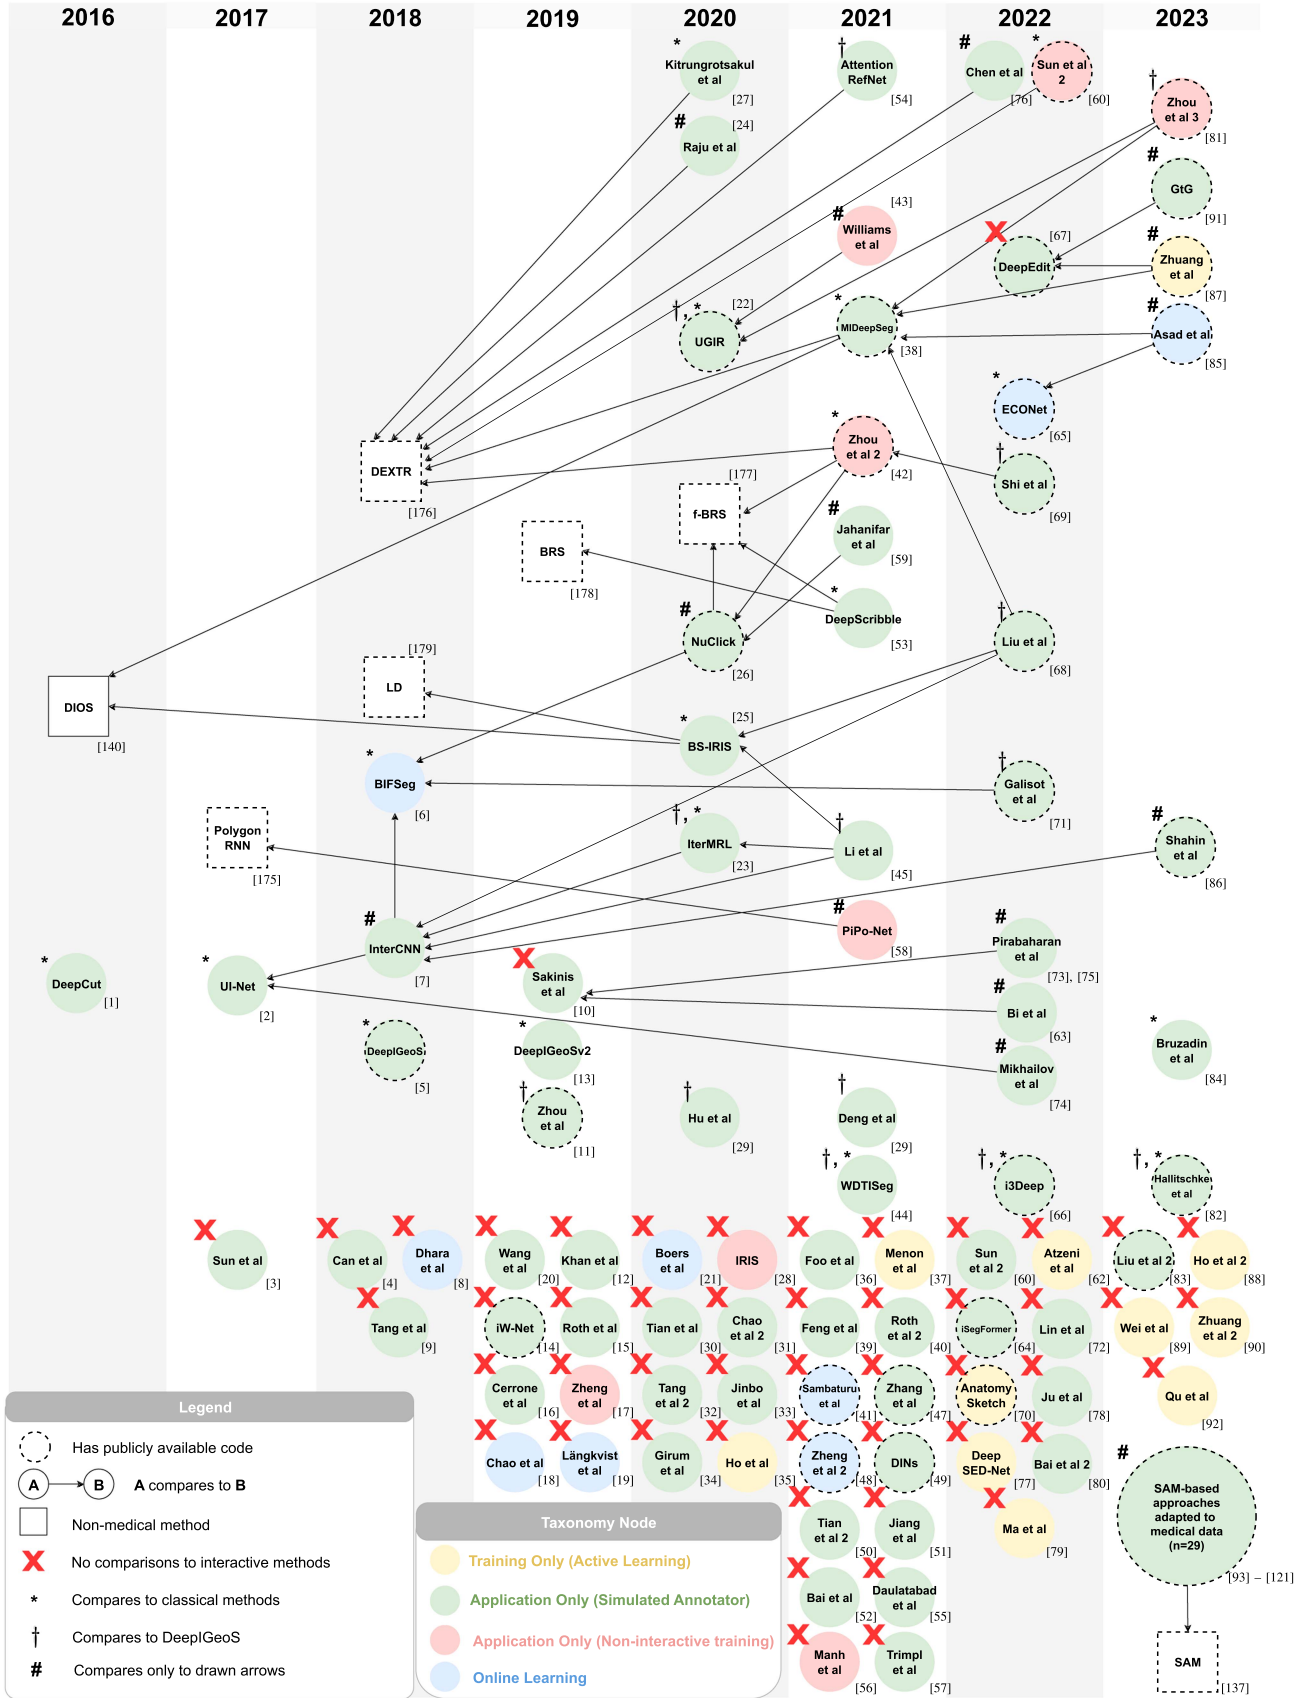 2016 2017 2018 2019 2020 2021 2022 2023
*
Kitrungrotsakul
et al
[27]
†
Attention
RefNet
[54]
#
Chen et al
[76]
*
Sun et al
2
[60]
†
Zhou
et al 3
[81]
#
Raju et al
[24]
#
GtG
[91]
#
Williams
et al
[43]
X
DeepEdit
[67]
#
Zhuang
et al
[87]
†, *
UGIR
[22]
*
MIDeepSeg
[38]
#
Asad et al
[85]
*
ECONet
[65]
DEXTR
[176]
*
Zhou
et al 2
[42]
†
Shi et al
[69]
f-BRS
[177]
BRS
[178]
#
Jahanifar
et al
[59]
*
DeepScribble
[53]
#
NuClick
[26]
†
Liu et al
[68]
LD
[179]
DIOS
[140]
*
BS-IRIS
[25]
*
BIFSeg
[6]
†
Galisot
et al
[71]
Polygon
RNN
[175]
†, *
IterMRL
[23]
†
Li et al
[45]
#
Shahin
et al
[86]
#
PiPo-Net
[58]
#
InterCNN
[7]
#
Pirabaharan
et al
[73], [75]
*
DeepCut
[1]
*
UI-Net
[2]
X
Sakinis
et al
[10]
#
Bi et al
[63]
*
DeepIGeoS
[5]
*
DeepIGeoSv2
[13]
#
Mikhailov
et al
[74]
*
Bruzadin
et al
[84]
†
Zhou
et al
[11]
†
Hu et al
[29]
†
Deng et al
[29]
†, *
WDTISeg
[44]
†, *
i3Deep
[66]
†, *
Hallitschke
et al
[82]
X
Sun et al
[3]
X
Can et al
[4]
X
Dhara
et al
[8]
X
Wang
et al
[20]
X
Khan et al
[12]
X
Boers
et al
[21]
X
IRIS
[28]
X
Foo et al
[36]
X
Menon
et al
[37]
X
Sun
et al 2
[60]
X
Atzeni
et al
[62]
X
Liu et al 2
[83]
X
Ho et al 2
[88]
X
Tang et al
[9]
X
iW-Net
[14]
X
Roth et al
[15]
X
Tian et al
[30]
X
Chao
et al 2
[31]
X
Feng et al
[39]
X
Roth
et al 2
[40]
X
iSegFormer
[64]
X
Lin et al
[72]
X
Wei et al
[89]
X
Zhuang
et al 2
[90]
X
Cerrone
et al
[16]
X
Zheng
et al
[17]
X
Tang
et al 2
[32]
X
Jinbo
et al
[33]
X
Sambaturu
et al
[41]
X
Zhang
et al
[47]
X
Anatomy
Sketch
[70]
X
Ju et al
[78]
X
Qu et al
[92]
X
Chao et al
[18]
X
Längkvist
et al
[19]
X
Girum
et al
[34]
X
Ho et al
[35]
X
Zheng
et al 2
[48]
X
DINs
[49]
X
Deep
SED-Net
[77]
X
Bai et al 2
[80]
#
SAM-based
approaches
adapted to
medical data
(n=29)
[93] – [121]
X
Tian
et al 2
[50]
X
Jiang
et al
[51]
X
Ma et al
[79]
X
Bai et al
[52]
X
Daulatabad
et al
[55]
X
Manh
et al
[56]
X
Trimpl
et al
[57]
SAM
[137]
Legend
Has publicly available code
A B A compares to B
Non-medical method
X No comparisons to interactive methods
* Compares to classical methods
† Compares to DeepIGeoS
# Compares only to drawn arrows
Taxonomy Node
Training Only (Active Learning)
Application Only (Simulated Annotator)
Application Only (Non-interactive training)
Online Learning